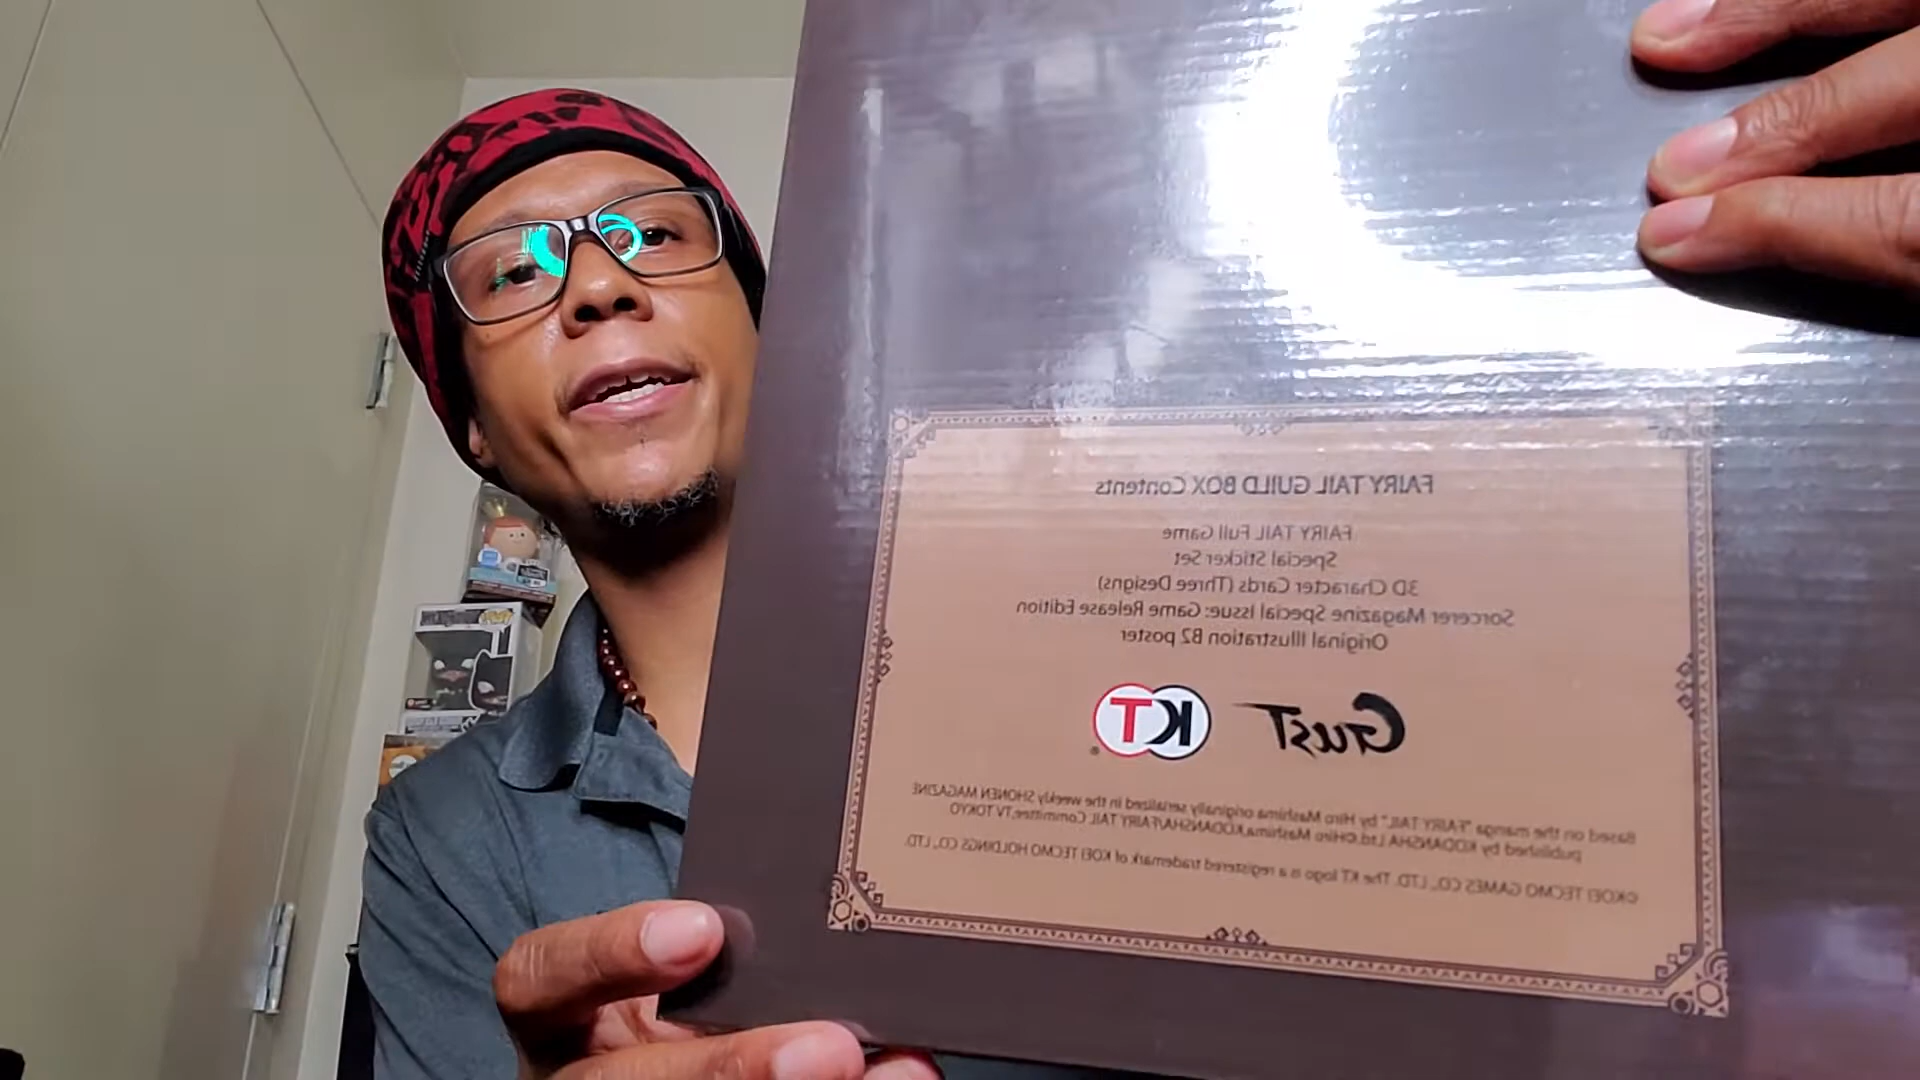 FAIRY TAIL GUILD BOX Contents
FAIRY TAIL Full Game
Special Sticker Set
3D Character Cards (Three Designs)
Sorcerer Magazine Special Issue: Game Release Edition
Original Illustration B2 poster
GUST KT®
Based on the manga "FAIRY TAIL" by Hiro Mashima originally serialized in the weekly SHONEN MAGAZINE
published by KODANSHA Ltd.©Hiro Mashima,KODANSHA/FAIRY TAIL Committee,TV TOKYO
©KOEI TECMO GAMES CO., LTD. The KT logo is a registered trademark of KOEI TECMO HOLDINGS CO., LTD.